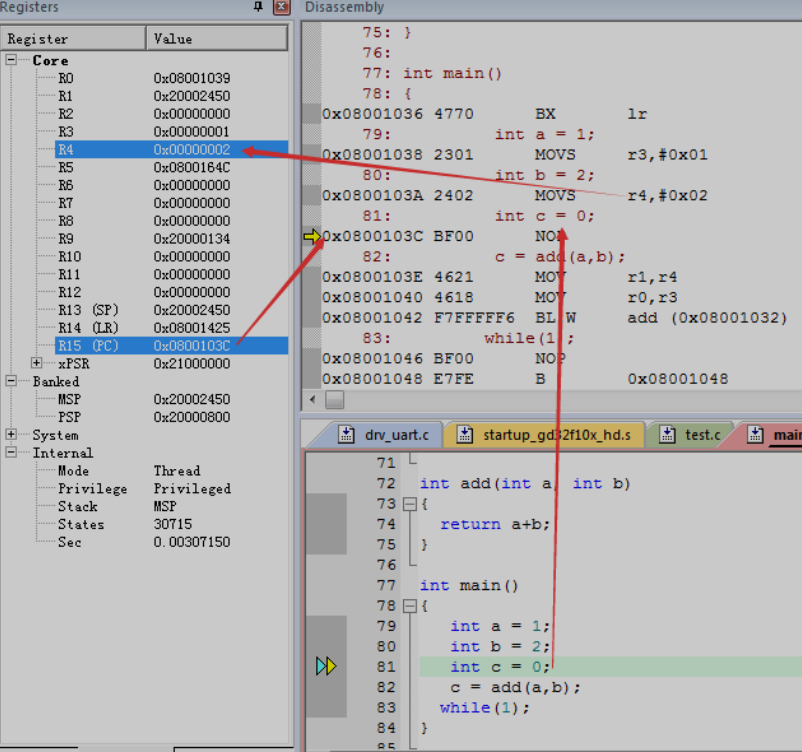 Registers
Register Value
Core
R0 0x08001039
R1 0x20002450
R2 0x00000000
R3 0x00000001
R4 0x00000002
R5 0x0800164C
R6 0x00000000
R7 0x00000000
R8 0x00000000
R9 0x20000134
R10 0x00000000
R11 0x00000000
R12 0x00000000
R13 (SP) 0x20002450
R14 (LR) 0x08001425
R15 (PC) 0x0800103C
xPSR 0x21000000
Banked
MSP 0x20002450
PSP 0x20000800
System
Internal
Mode Thread
Privilege Privileged
Stack MSP
States 30715
Sec 0.00307150
Disassembly
75: }
76:
77: int main()
78: {
0x08001036 4770 BX lr
79: int a = 1;
0x08001038 2301 MOVS r3,#0x01
80: int b = 2;
0x0800103A 2402 MOVS r4,#0x02
81: int c = 0;
0x0800103C BF00 NOP
82: c = add(a,b);
0x0800103E 4621 MOV r1,r4
0x08001040 4618 MOV r0,r3
0x08001042 F7FFFFF6 BL.W add (0x08001032)
83: while(1);
0x08001046 BF00 NOP
0x08001048 E7FE B 0x08001048
drv_uart.c startup_gd32f10x_hd.s test.c main
71
72 int add(int a, int b)
73 {
74 return a+b;
75 }
76
77 int main()
78 {
79 int a = 1;
80 int b = 2;
81 int c = 0;
82 c = add(a,b);
83 while(1);
84 }
85